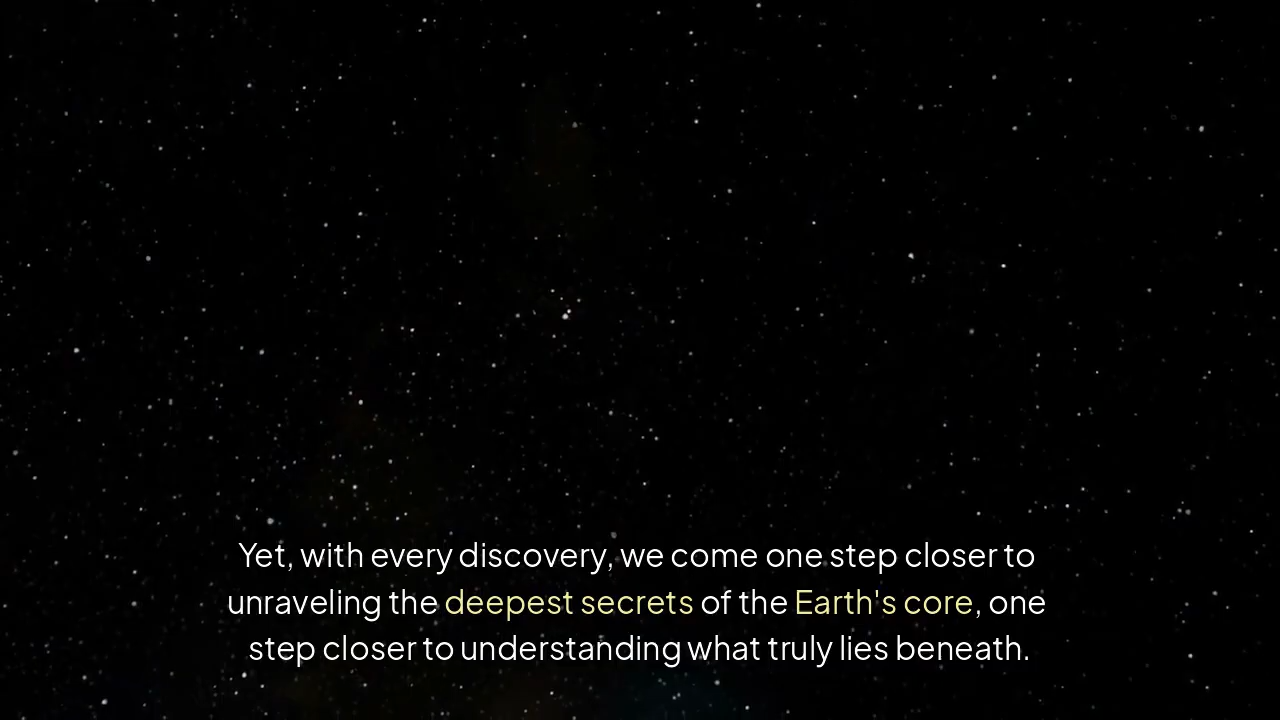 Yet, with every discovery, we come one step closer to
unraveling the deepest secrets of the Earth's core, one
step closer to understanding what truly lies beneath.